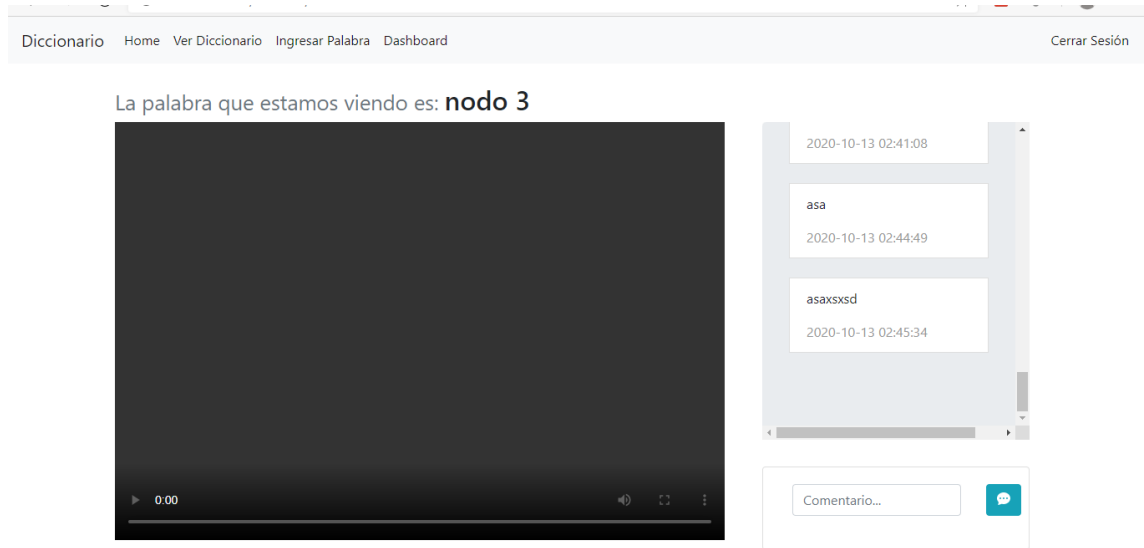 Diccionario Home Ver Diccionario Ingresar Palabra Dashboard Cerrar Sesión
La palabra que estamos viendo es: nodo 3
2020-10-13 02:41:08
asa
2020-10-13 02:44:49
asaxsxsd
2020-10-13 02:45:34
0:00
Comentario...